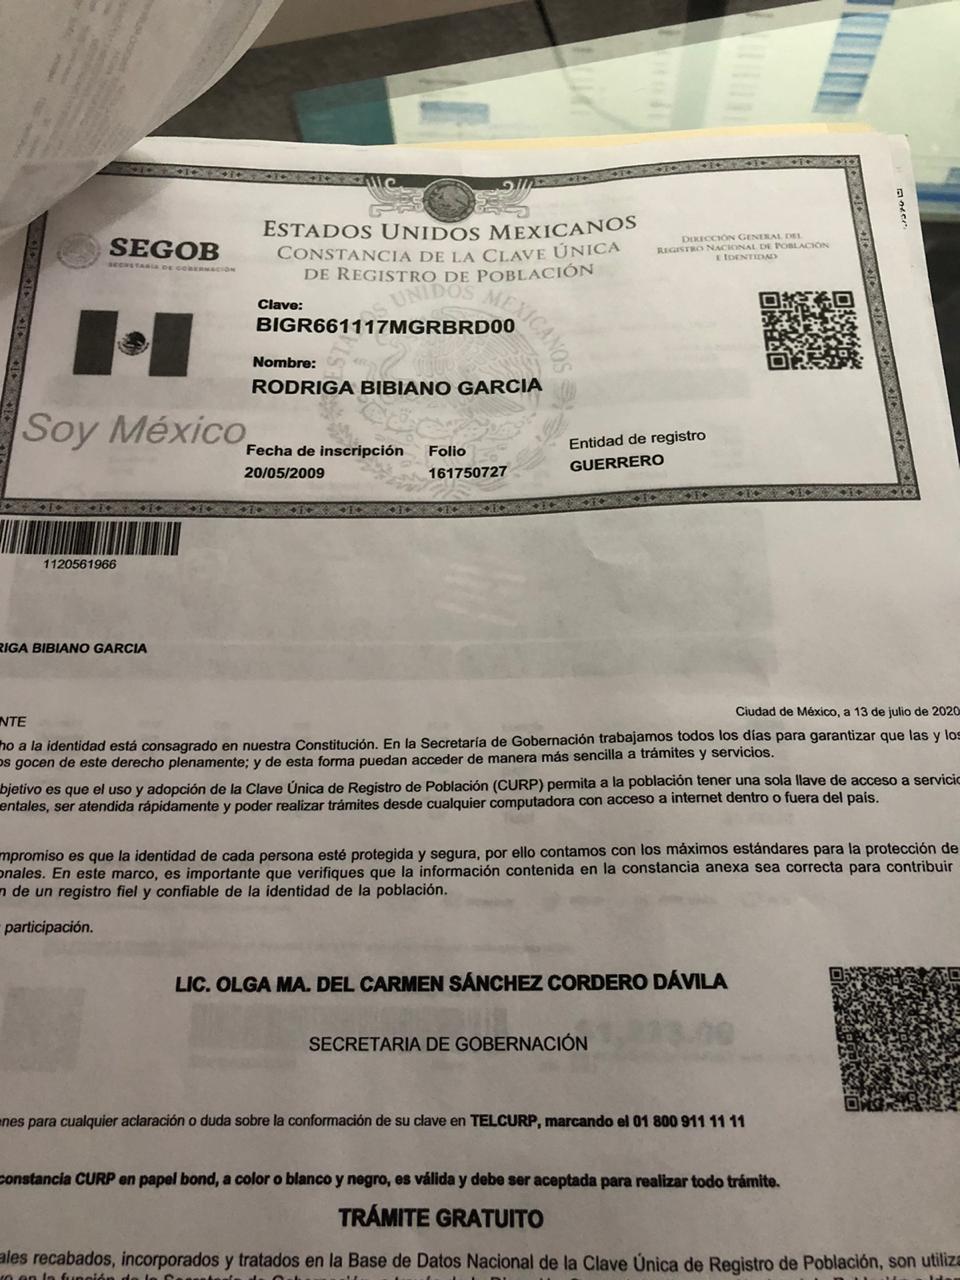 ESTADOS UNIDOS MEXICANOS
CONSTANCIA DE LA CLAVE ÚNICA
DE REGISTRO DE POBLACIÓN
SEGOB
SECRETARÍA DE GOBERNACIÓN
DIRECCIÓN GENERAL DEL
REGISTRO NACIONAL DE POBLACIÓN
E IDENTIDAD
Clave:
BIGR661117MGRBRD00
Nombre:
RODRIGA BIBIANO GARCIA
Soy México
Fecha de inscripción
20/05/2009
Folio
161750727
Entidad de registro
GUERRERO
ESTADOS UNIDOS MEXICANOS
1120561966
RIGA BIBIANO GARCIA
Ciudad de México, a 13 de julio de 2020
NTE
ho a la identidad está consagrado en nuestra Constitución. En la Secretaría de Gobernación trabajamos todos los días para garantizar que las y los
os gocen de este derecho plenamente; y de esta forma puedan acceder de manera más sencilla a trámites y servicios.
bjetivo es que el uso y adopción de la Clave Única de Registro de Población (CURP) permita a la población tener una sola llave de acceso a servicio
entales, ser atendida rápidamente y poder realizar trámites desde cualquier computadora con acceso a internet dentro o fuera del país.
mpromiso es que la identidad de cada persona esté protegida y segura, por ello contamos con los máximos estándares para la protección de
onales. En este marco, es importante que verifiques que la información contenida en la constancia anexa sea correcta para contribuir
n de un registro fiel y confiable de la identidad de la población.
participación.
LIC. OLGA MA. DEL CARMEN SÁNCHEZ CORDERO DÁVILA
SECRETARIA DE GOBERNACIÓN
enes para cualquier aclaración o duda sobre la conformación de su clave en TELCURP, marcando el 01 800 911 11 11
constancia CURP en papel bond, a color o blanco y negro, es válida y debe ser aceptada para realizar todo trámite.
TRÁMITE GRATUITO
ales recabados, incorporados y tratados en la Base de Datos Nacional de la Clave Única de Registro de Población, son utiliza